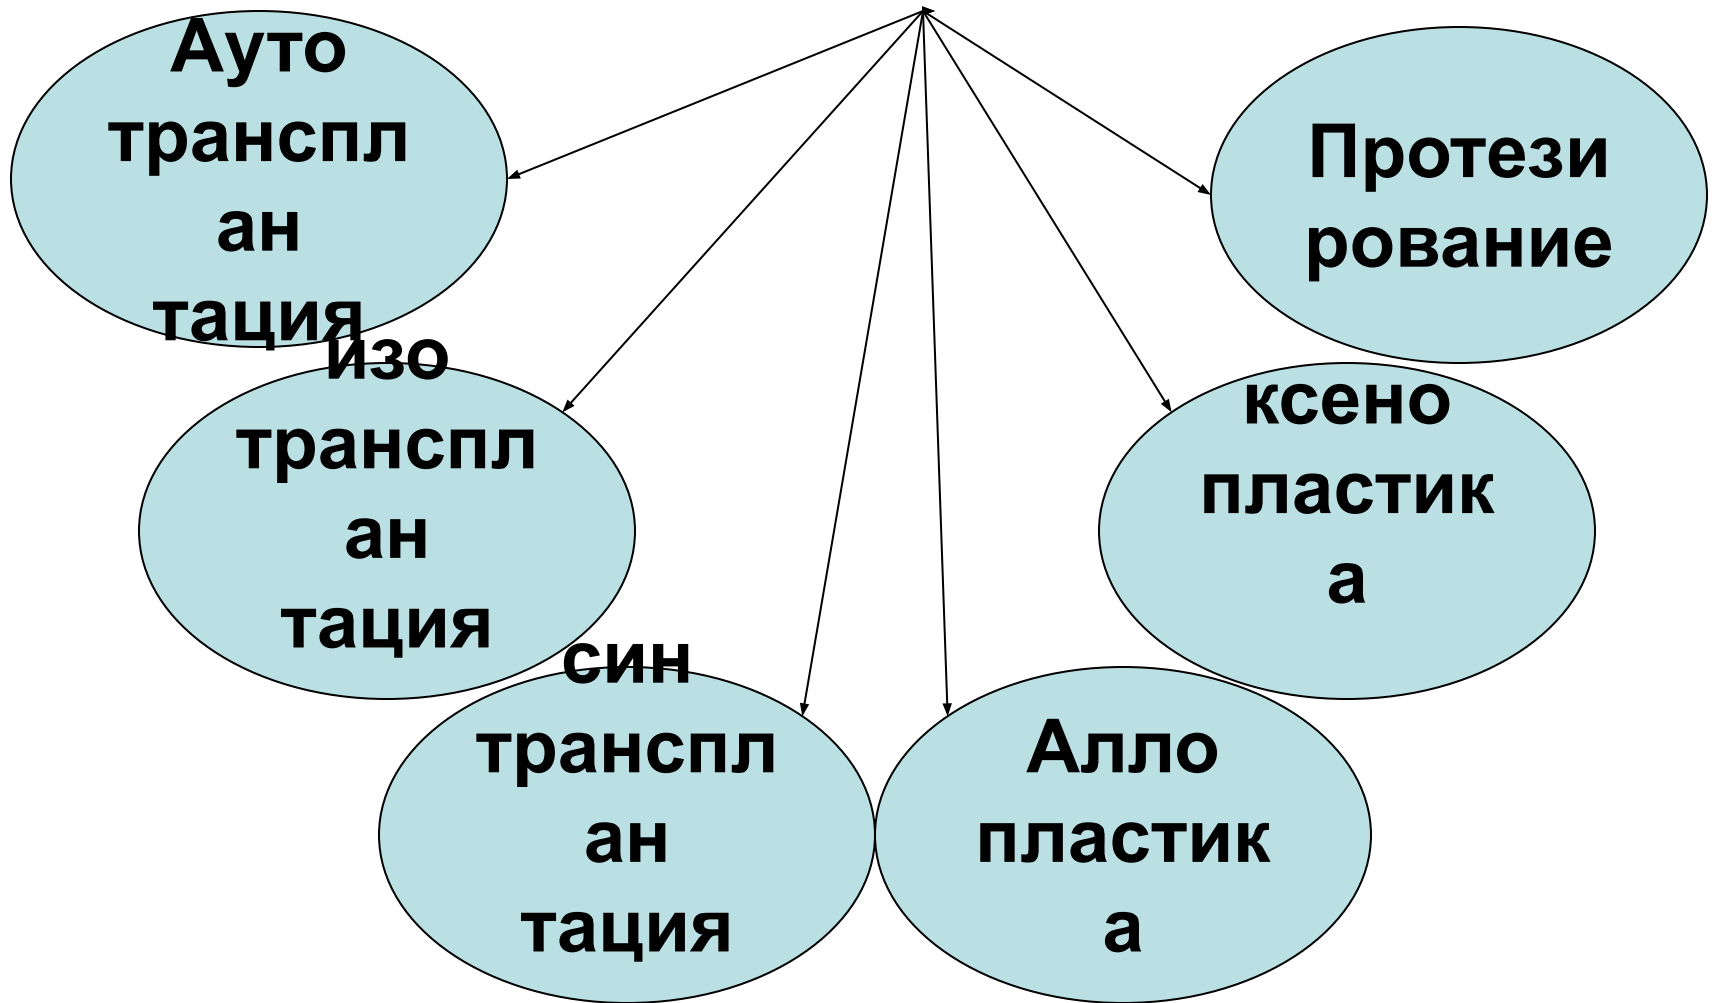 Ауто
транспл
ан
тация
Протези
рование
изо
транспл
ан
тация
ксено
пластик
а
син
транспл
ан
тация
Алло
пластик
а